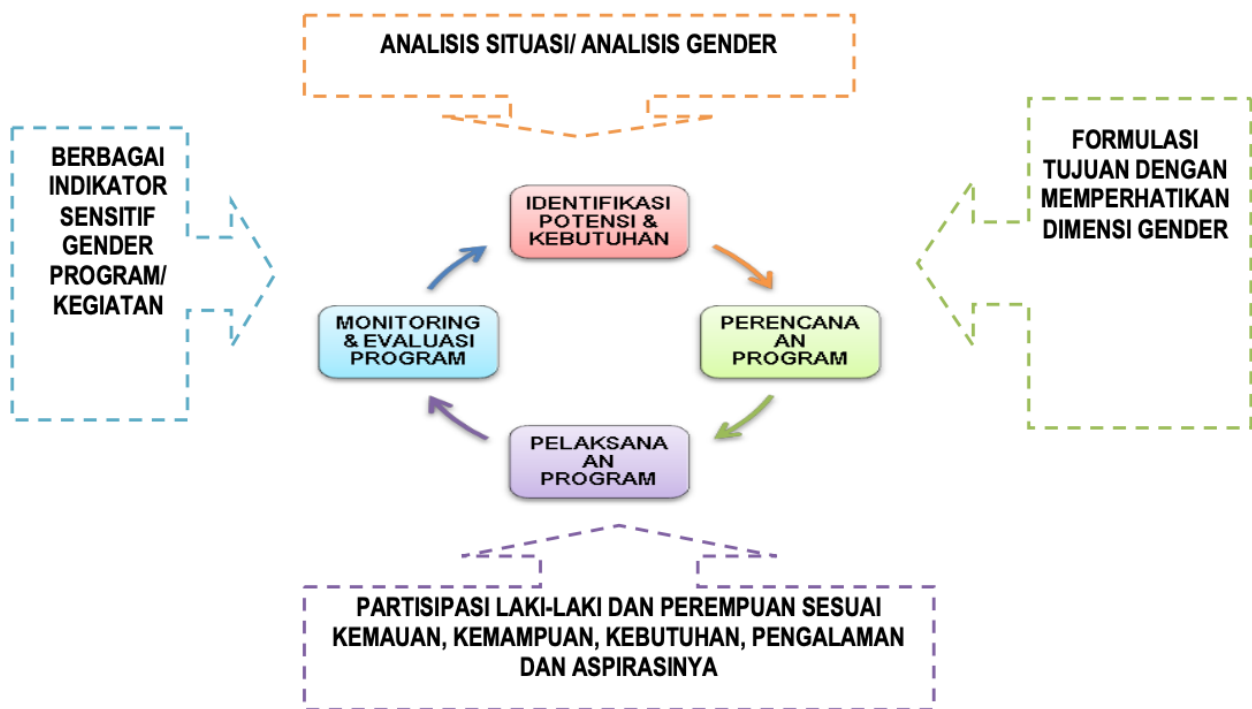 ANALISIS SITUASI/ ANALISIS GENDER
BERBAGAI
INDIKATOR
SENSITIF
GENDER
PROGRAM/
KEGIATAN
FORMULASI
TUJUAN DENGAN
MEMPERHATIKAN
DIMENSI GENDER
IDENTIFIKASI
POTENSI &
KEBUTUHAN
MONITORING
& EVALUASI
PROGRAM
PERENCANA
AN
PROGRAM
PELAKSANA
AN
PROGRAM
PARTISIPASI LAKI-LAKI DAN PEREMPUAN SESUAI
KEMAUAN, KEMAMPUAN, KEBUTUHAN, PENGALAMAN
DAN ASPIRASINYA